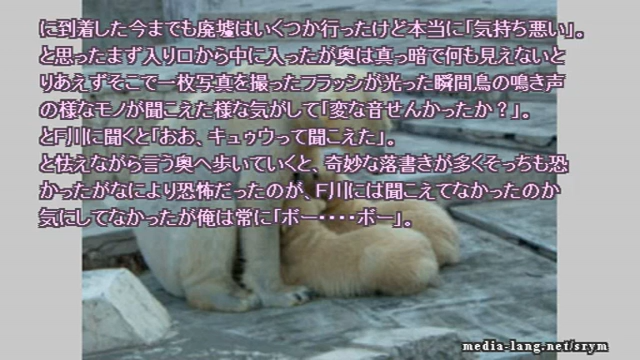 に到着した今までも廃墟はいくつか行ったけど本当に「気持ち悪い」。
と思ったまず入り口から中に入ったが奥は真っ暗で何も見えないと
りあえずそこで一枚写真を撮ったフラッシが光った瞬間鳥の鳴き声
の様なモノが聞こえた様な気がして「変な音せんかったか？」。
とF川に聞くと「おお、キュゥウって聞こえた」。
と怯えながら言う奥へ歩いていくと、奇妙な落書きが多くそっちも恐
かったがなにより恐怖だったのが、F川には聞こえてなかったのか
気にしてなかったが俺は常に「ボー・・・・ボー」。
media-lang.net/srym